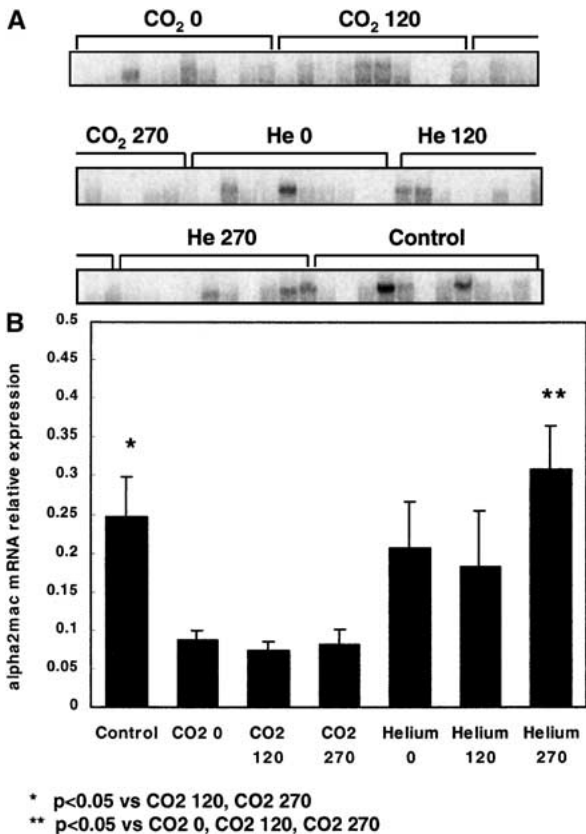 A
CO2 0 CO2 120
CO2 270 He 0 He 120
He 270 Control
B
0.5
0.45
0.4
0.35
0.3
0.25
0.2
0.15
0.1
0.05
0
alpha2mac mRNA relative expression
*
**
Control CO2 0 CO2 120 CO2 270 Helium 0 Helium 120 Helium 270
* p<0.05 vs CO2 120, CO2 270
** p<0.05 vs CO2 0, CO2 120, CO2 270